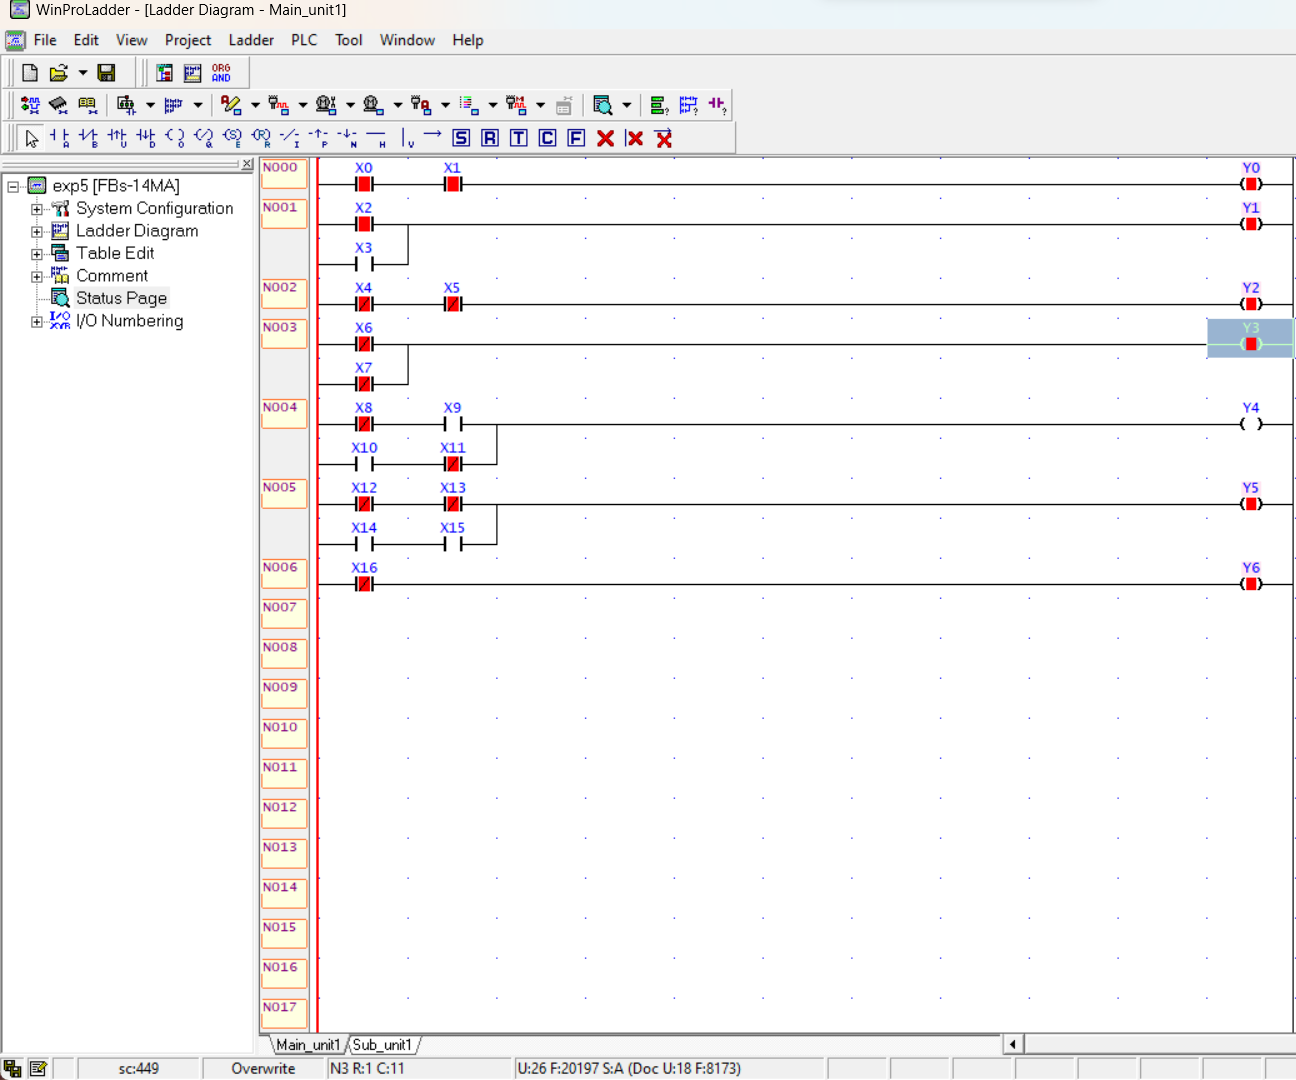 WinProLadder - [Ladder Diagram - Main_unit1]
File Edit View Project Ladder PLC Tool Window Help
ORG
AND
A B U D O Q (S) (R) I P N H V S R T C F
exp5 [FBs-14MA]
System Configuration
Ladder Diagram
Table Edit
Comment
Status Page
I/O Numbering
N000 X0 X1 Y0
N001 X2 Y1
X3
N002 X4 X5 Y2
N003 X6 Y3
X7
N004 X8 X9 Y4
X10 X11
N005 X12 X13 Y5
X14 X15
N006 X16 Y6
N007
N008
N009
N010
N011
N012
N013
N014
N015
N016
N017
Main_unit1 Sub_unit1
sc:449 Overwrite N3 R:1 C:11 U:26 F:20197 S:A (Doc U:18 F:8173)